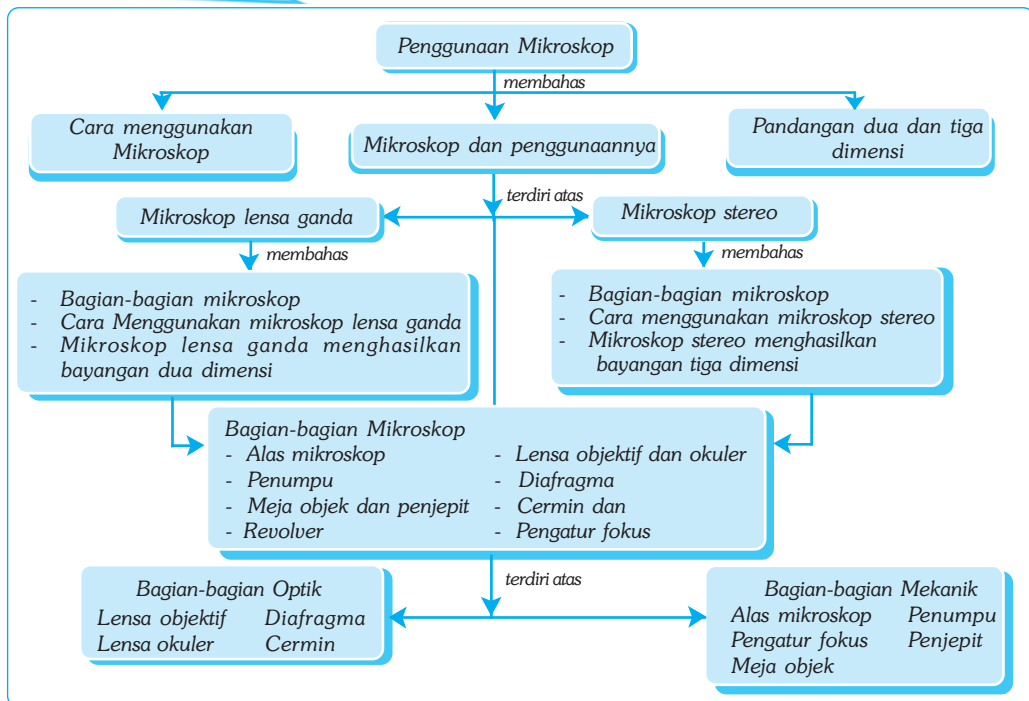 Penggunaan Mikroskop
membahas
Cara menggunakan
Mikroskop
Mikroskop dan penggunaannya
Pandangan dua dan tiga
dimensi
terdiri atas
Mikroskop lensa ganda
Mikroskop stereo
membahas
membahas
- Bagian-bagian mikroskop
- Cara Menggunakan mikroskop lensa ganda
- Mikroskop lensa ganda menghasilkan
bayangan dua dimensi
- Bagian-bagian mikroskop
- Cara menggunakan mikroskop stereo
- Mikroskop stereo menghasilkan
bayangan tiga dimensi
Bagian-bagian Mikroskop
- Alas mikroskop
- Penumpu
- Meja objek dan penjepit
- Revolver
- Lensa objektif dan okuler
- Diafragma
- Cermin dan
- Pengatur fokus
terdiri atas
Bagian-bagian Optik
Lensa objektif Diafragma
Lensa okuler Cermin
Bagian-bagian Mekanik
Alas mikroskop Penumpu
Pengatur fokus Penjepit
Meja objek